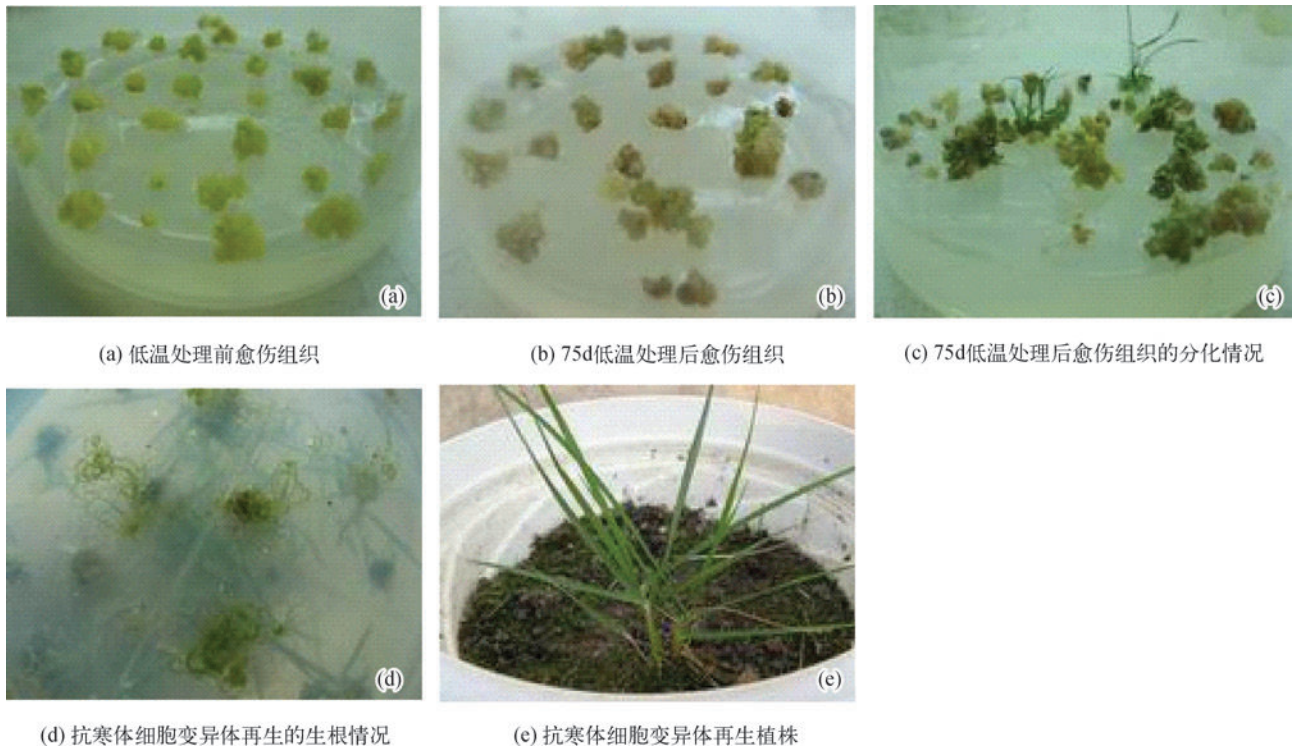 (a)
(b)
(c)
(a) 低温处理前愈伤组织
(b) 75d低温处理后愈伤组织
(c) 75d低温处理后愈伤组织的分化情况
(d)
(e)
(d) 抗寒体细胞变异体再生的生根情况
(e) 抗寒体细胞变异体再生植株